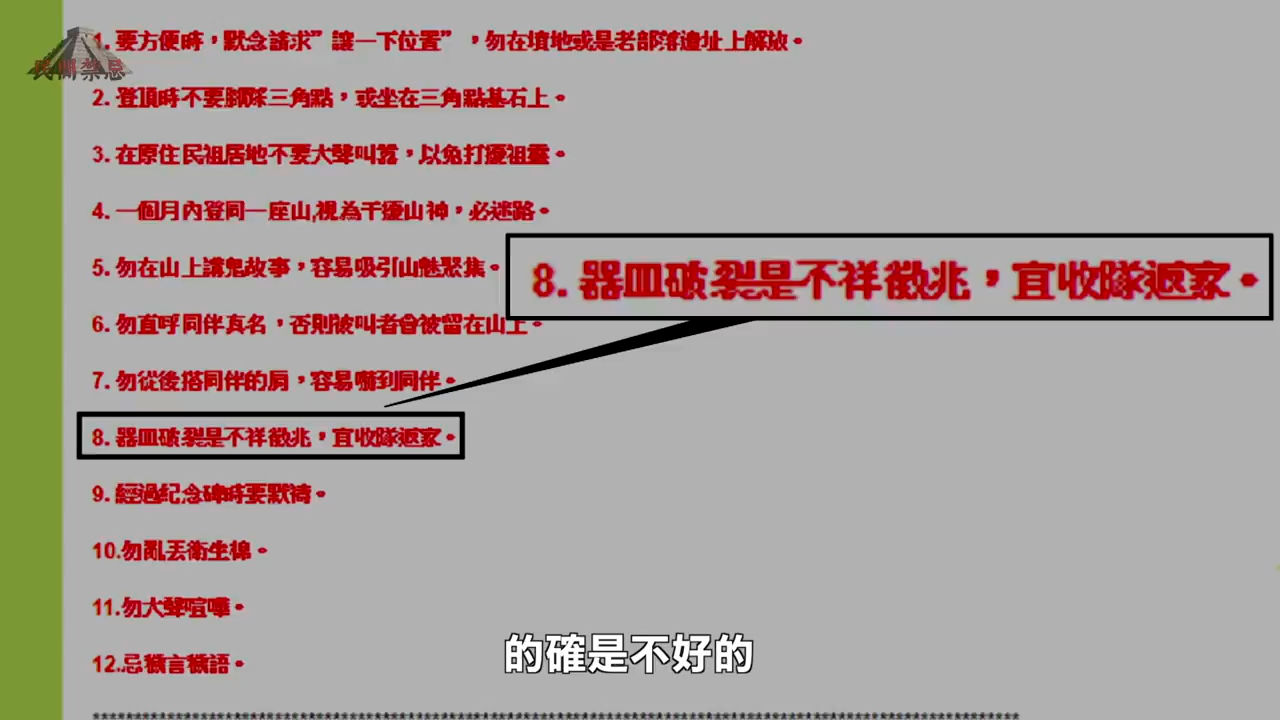 民間禁忌
1. 要方便時，默念請求”讓一下位置”，勿在墳地或是老部落遺址上解放。
2. 登頂時不要腳踩三角點，或坐在三角點基石上。
3. 在原住民祖居地不要大聲叫囂，以免打擾祖靈。
4. 一個月內登同一座山,視為干擾山神，必迷路。
5. 勿在山上講鬼故事，容易吸引山魅聚集。
8. 器皿破裂是不祥徵兆，宜收隊返家。
6. 勿直呼同伴真名，否則被叫者會被留在山上。
7. 勿從後搭同伴的肩，容易嚇到同伴。
8. 器皿破裂是不祥徵兆，宜收隊返家。
9. 經過紀念碑時要默禱。
10.勿亂丟衛生棉。
11.勿大聲喧嘩。
12.忌穢言穢語。
的確是不好的